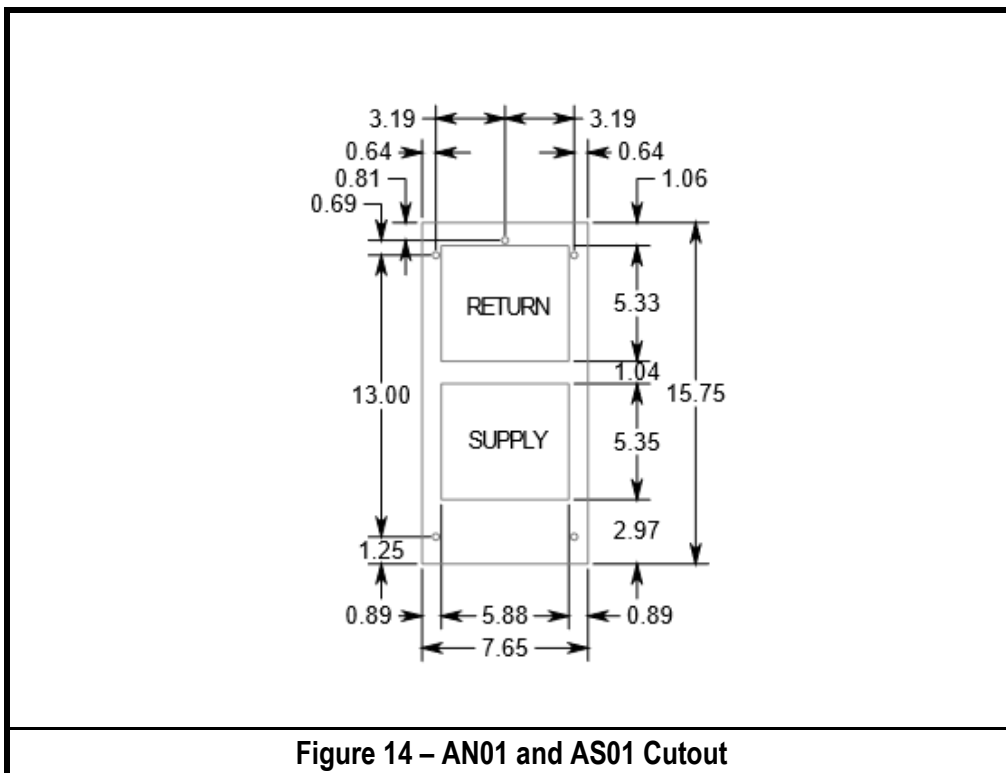 3.19 3.19
0.64 0.64
0.81 1.06
0.69
RETURN 5.33
1.04
13.00 15.75
SUPPLY 5.35
2.97
1.25
0.89 5.88 0.89
7.65
Figure 14 – AN01 and AS01 Cutout